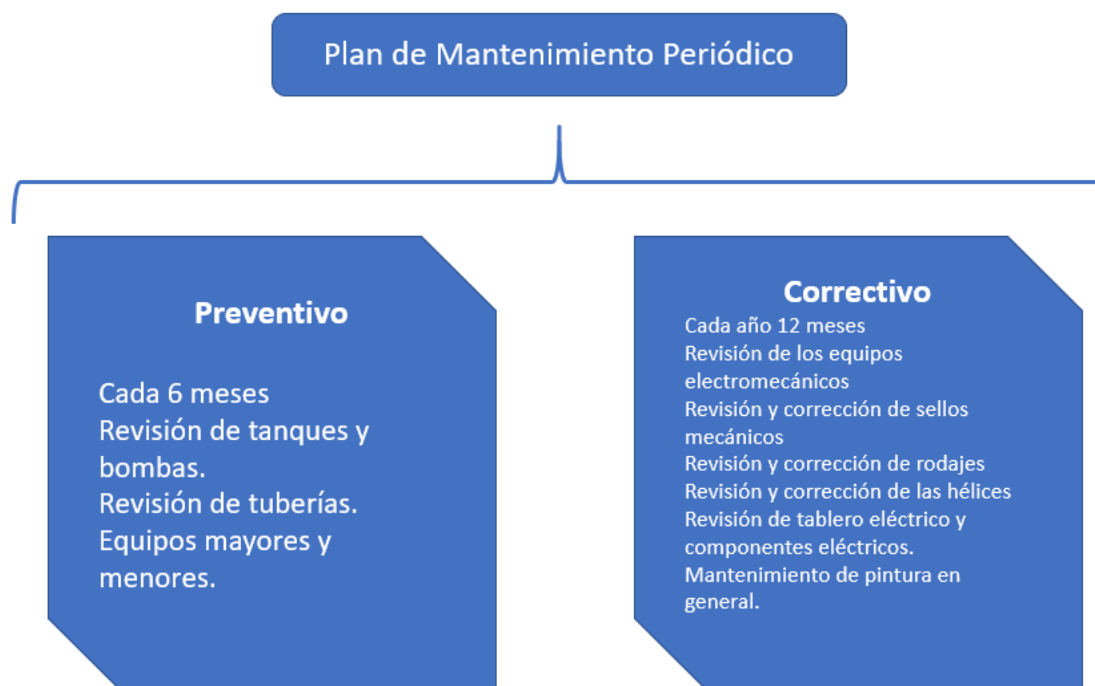 Plan de Mantenimiento Periódico
Preventivo
Cada 6 meses
Revisión de tanques y
bombas.
Revisión de tuberías.
Equipos mayores y
menores.
Correctivo
Cada año 12 meses
Revisión de los equipos
electromecánicos
Revisión y corrección de sellos
mecánicos
Revisión y corrección de rodajes
Revisión y corrección de las hélices
Revisión de tablero eléctrico y
componentes eléctricos.
Mantenimiento de pintura en
general.